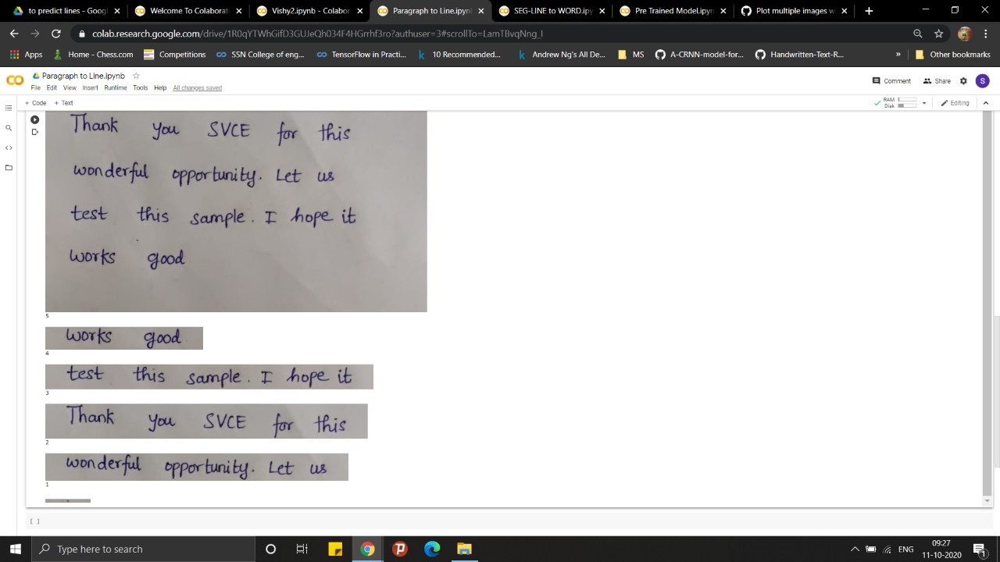 to predict lines - Googl
Welcome To Colaborat
Vishy2.ipynb - Colabor
Paragraph to Line.ipynl
SEG-LINE to WORD.ipy
Pre Trained Model.ipyn
Plot multiple images w
colab.research.google.com/drive/1R0qYTWhGifD3GUJeQh034F4HGrrhf3ro?authuser=3#scrollTo=LamTBvqNng_I
Apps Home - Chess.com Competitions SSN College of eng... TensorFlow in Practi... 10 Recommended... Andrew Ng's All De... MS A-CRNN-model-for... Handwritten-Text-R... » Other bookmarks
Paragraph to Line.ipynb
Comment Share S
File Edit View Insert Runtime Tools Help All changes saved
+ Code + Text
RAM
Disk
Editing
Thank you SVCE for this
wonderful opportunity. Let us
test this sample. I hope it
works good
5
works good
4
test this sample. I hope it
3
Thank you SVCE for this
2
wonderful opportunity. Let us
1
[ ]
Type here to search
ENG
09:27
11-10-2020
1